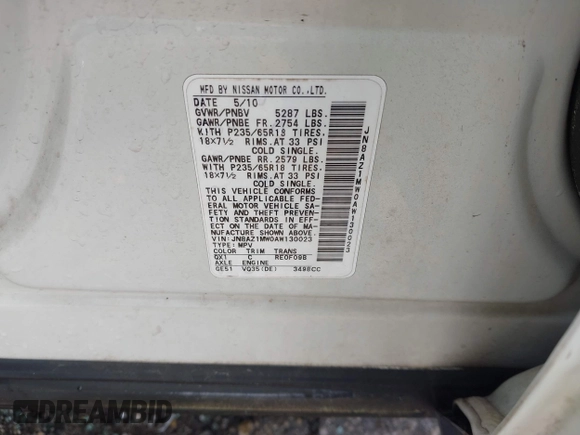 MFD BY NISSAN MOTOR CO.,LTD.
DATE 5/10
GVWR/PNBV 5287 LBS.
GAWR/PNBE FR. 2754 LBS.
WITH P235/65R18 TIRES.
18×7½ RIMS. AT 33 PSI
COLD SINGLE.
GAWR/PNBE RR. 2579 LBS.
WITH P235/65R18 TIRES.
18×7½ RIMS. AT 33 PSI
COLD SINGLE.
THIS VEHICLE CONFORMS
TO ALL APPLICABLE FED-
ERAL MOTOR VEHICLE SA-
FETY AND THEFT PREVEN-
TION STANDARDS IN EFF-
ECT ON THE DATE OF MA-
NUFACTURE SHOWN ABOVE.
VIN:JN8AZ1MW0AW130023
TYPE:MPV
COLOR TRIM TRANS
QX1 C RE0F09B
AXLE ENGINE
GE51 VQ35(DE) 3498CC
JN8AZ1MW0AW130023
DREAMBID